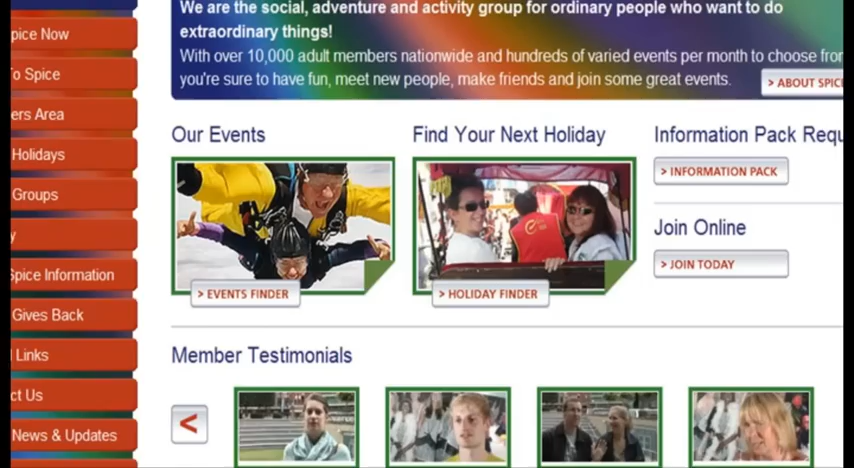 We are the social, adventure and activity group for ordinary people who want to do
extraordinary things!
With over 10,000 adult members nationwide and hundreds of varied events per month to choose from
you're sure to have fun, meet new people, make friends and join some great events.
> ABOUT SPIC
pice Now
o Spice
ers Area
Holidays
Groups
y
Spice Information
Gives Back
Links
ct Us
News & Updates
Our Events
> EVENTS FINDER
Find Your Next Holiday
> HOLIDAY FINDER
Information Pack Requ
> INFORMATION PACK
Join Online
> JOIN TODAY
Member Testimonials
<